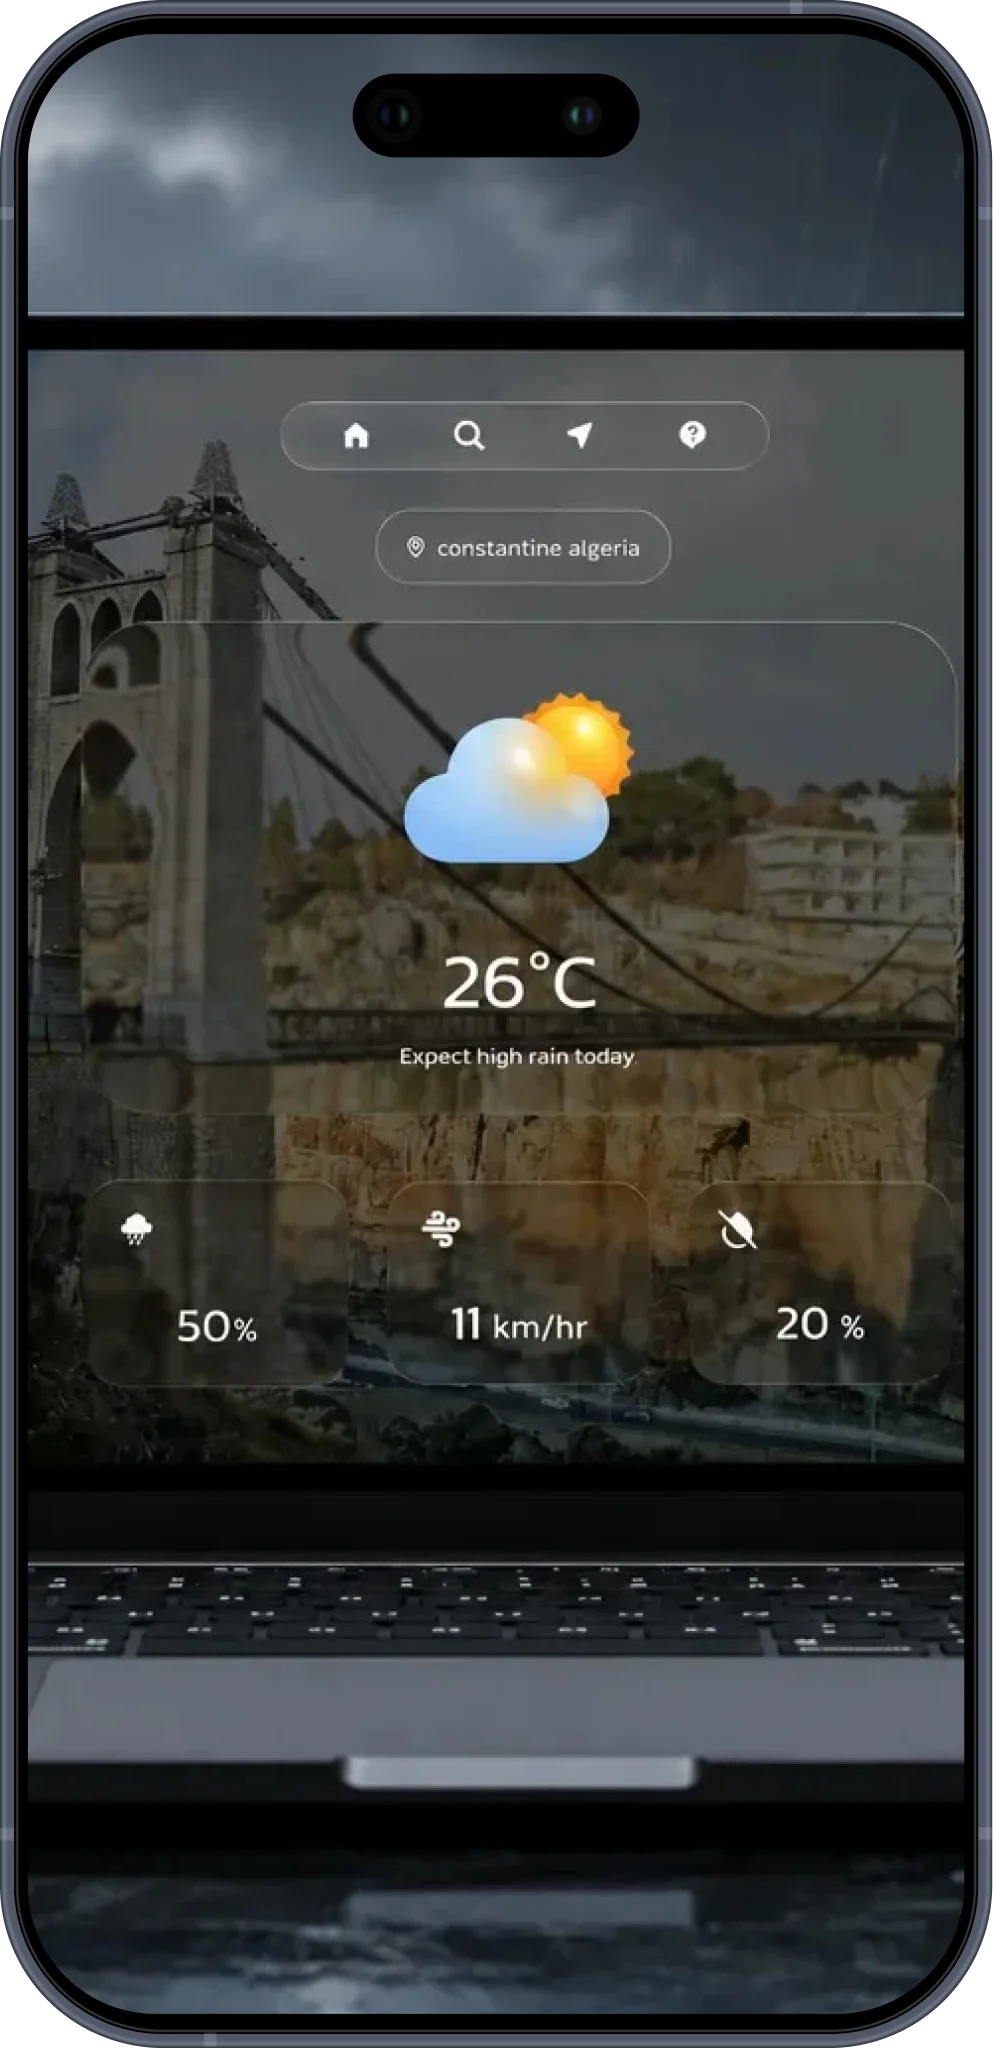 constantine algeria
26°C
Expect high rain today
50%
11 km/hr
20 %